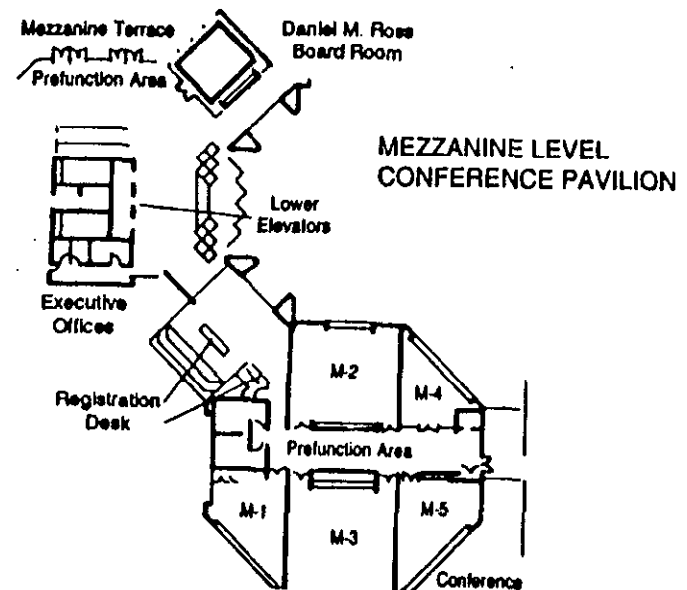 Mezzanine Terrace
Prefunction Area
Daniel M. Ross
Board Room
MEZZANINE LEVEL
CONFERENCE PAVILION
Lower
Elevators
Executive
Offices
Registration
Desk
M-2
M-4
Prefunction Area
M-1
M-3
M-5
Conference